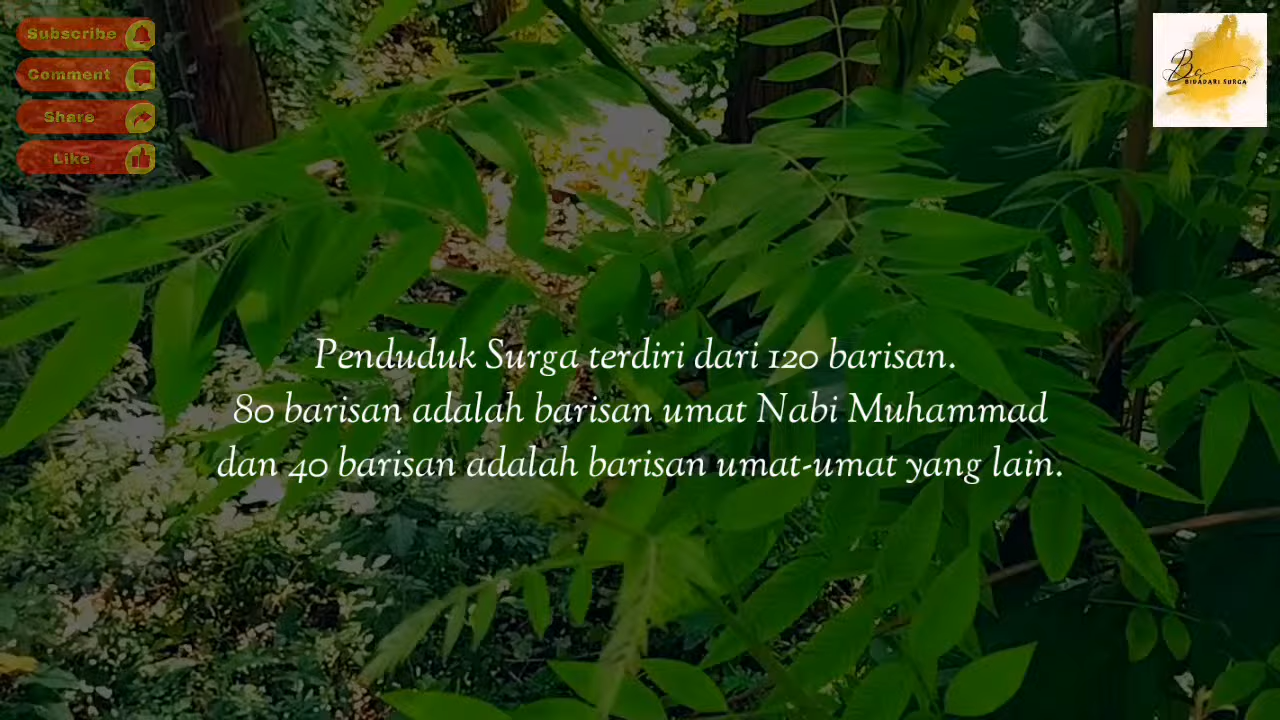 Subscribe
Comment
Share
Like
Bs
BIDADARI SURGA
Penduduk Surga terdiri dari 120 barisan.
80 barisan adalah barisan umat Nabi Muhammad
dan 40 barisan adalah barisan umat-umat yang lain.